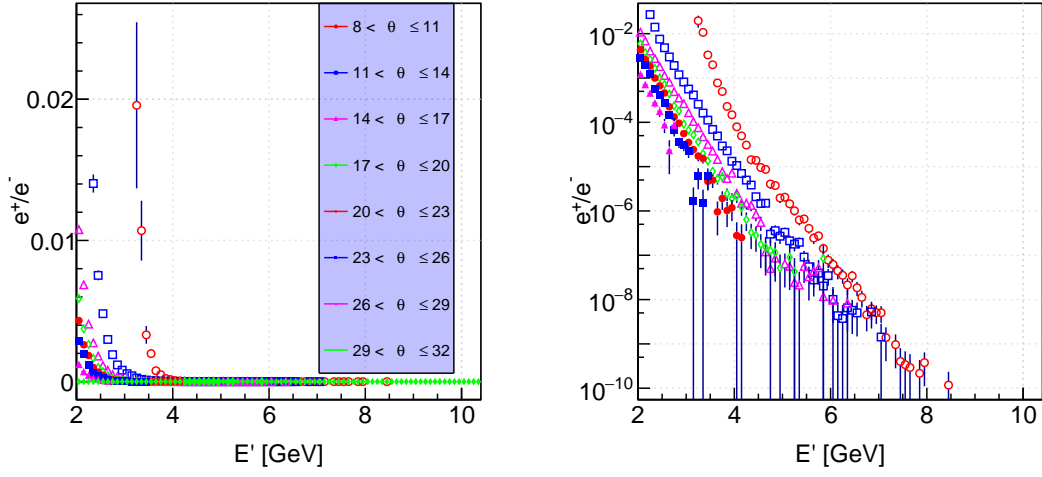 e⁺/e⁻
0.02
0.01
0
2 4 6 8 10
E' [GeV]
8 < θ ≤ 11
11 < θ ≤ 14
14 < θ ≤ 17
17 < θ ≤ 20
20 < θ ≤ 23
23 < θ ≤ 26
26 < θ ≤ 29
29 < θ ≤ 32
e⁺/e⁻
10⁻²
10⁻⁴
10⁻⁶
10⁻⁸
10⁻¹⁰
2 4 6 8 10
E' [GeV]